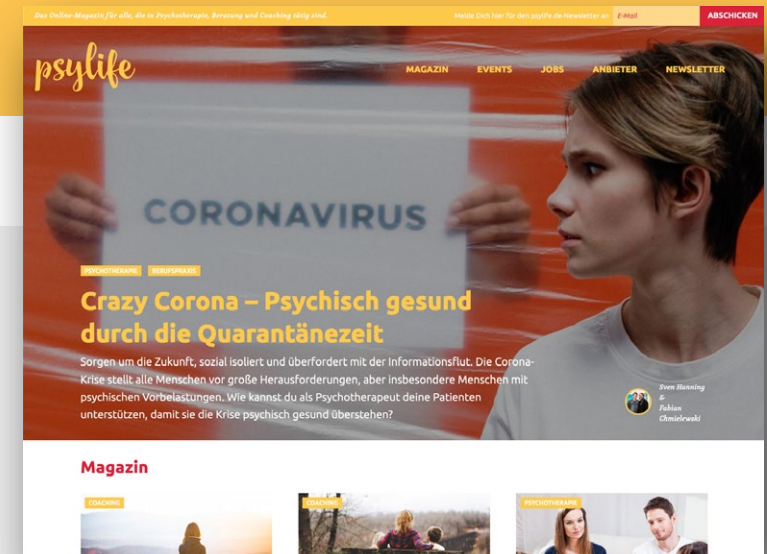 Das Online-Magazin für alle, die in Psychotherapie, Beratung und Coaching tätig sind.
Melde Dich hier für den psylife.de-Newsletter an
E-Mail
ABSCHICKEN
psylife
MAGAZIN
EVENTS
JOBS
ANBIETER
NEWSLETTER
CORONAVIRUS
PSYCHOTHERAPIE
BERUFSPRAXIS
Crazy Corona – Psychisch gesund
durch die Quarantänezeit
Sorgen um die Zukunft, sozial isoliert und überfordert mit der Informationsflut. Die Corona-
Krise stellt alle Menschen vor große Herausforderungen, aber insbesondere Menschen mit
psychischen Vorbelastungen. Wie kannst du als Psychotherapeut deine Patienten
unterstützen, damit sie die Krise psychisch gesund überstehen?
Sven Hanning
&
Fabian
Chmielewski
Magazin
COACHING
COACHING
PSYCHOTHERAPIE